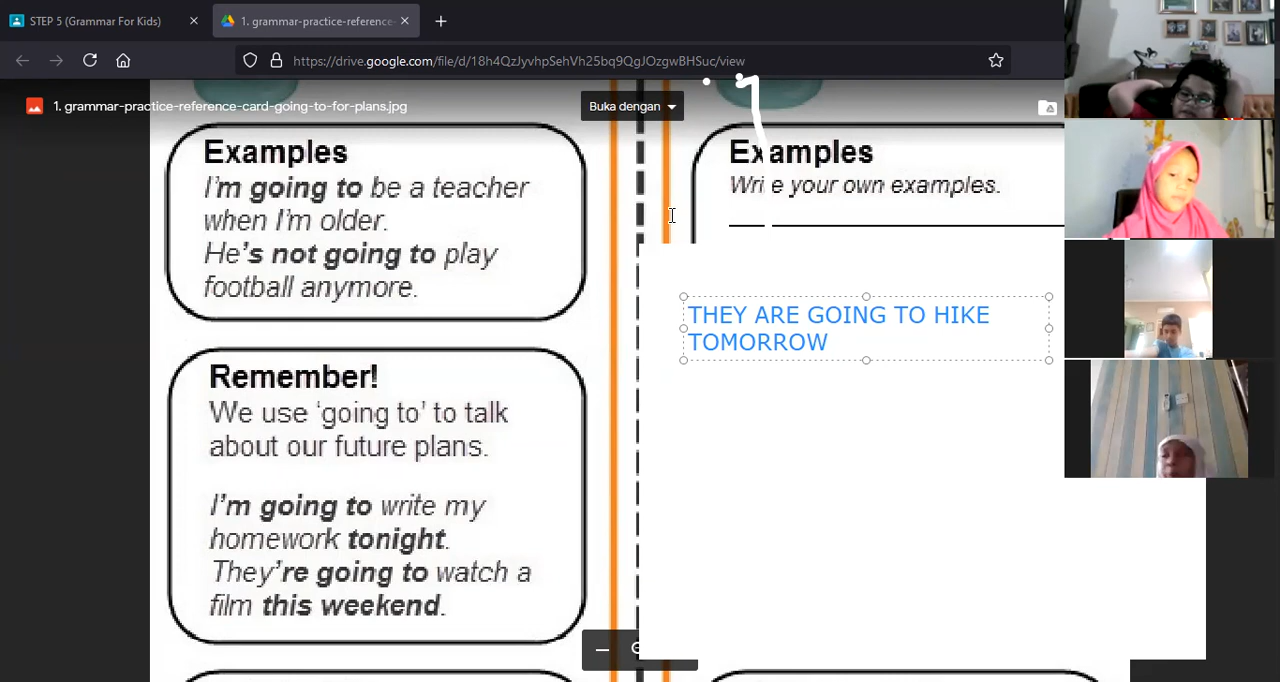 STEP 5 (Grammar For Kids)
1. grammar-practice-reference-
https://drive.google.com/file/d/18h4QzJyvhpSehVh25bq9QgJOzgwBHSuc/view
1. grammar-practice-reference-card-going-to-for-plans.jpg
Buka dengan
Examples
I'm going to be a teacher
when I'm older.
He's not going to play
football anymore.
Remember!
We use 'going to' to talk
about our future plans.
I'm going to write my
homework tonight.
They're going to watch a
film this weekend.
Examples
Write your own examples.
THEY ARE GOING TO HIKE
TOMORROW